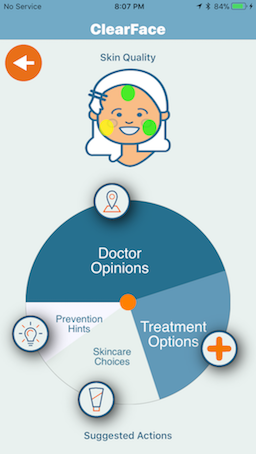 No Service 8:07 PM 84%
ClearFace
Skin Quality
Doctor
Opinions
Prevention
Hints
Treatment
Options
Skincare
Choices
Suggested Actions